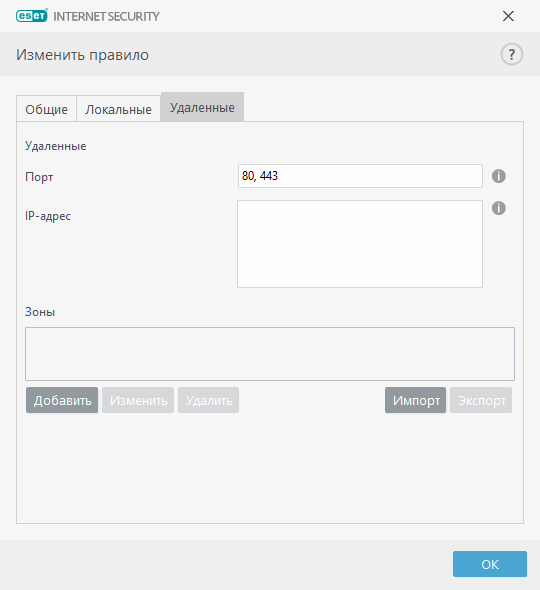 eseт INTERNET SECURITY
Изменить правило
?
Общие Локальные Удаленные
Удаленные
Порт 80, 443
IP-адрес
Зоны
Добавить Изменить Удалить Импорт Экспорт
OK